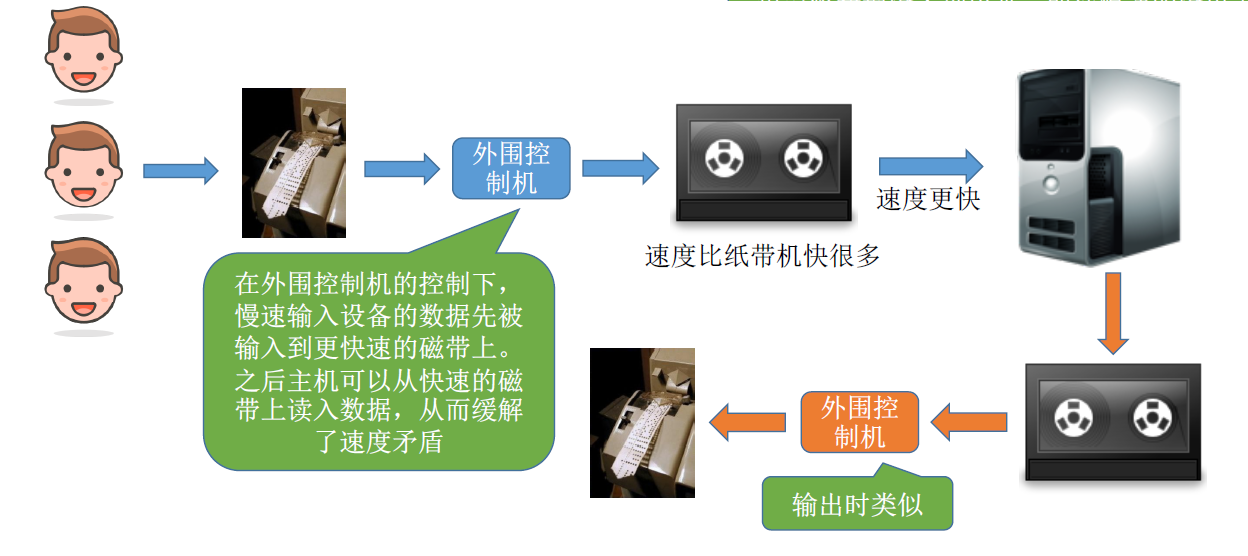 外围控
制机
速度更快
速度比纸带机快很多
在外围控制机的控制下，
慢速输入设备的数据先被
输入到更快速的磁带上。
之后主机可以从快速的磁
带上读入数据，从而缓解
了速度矛盾
外围控
制机
输出时类似